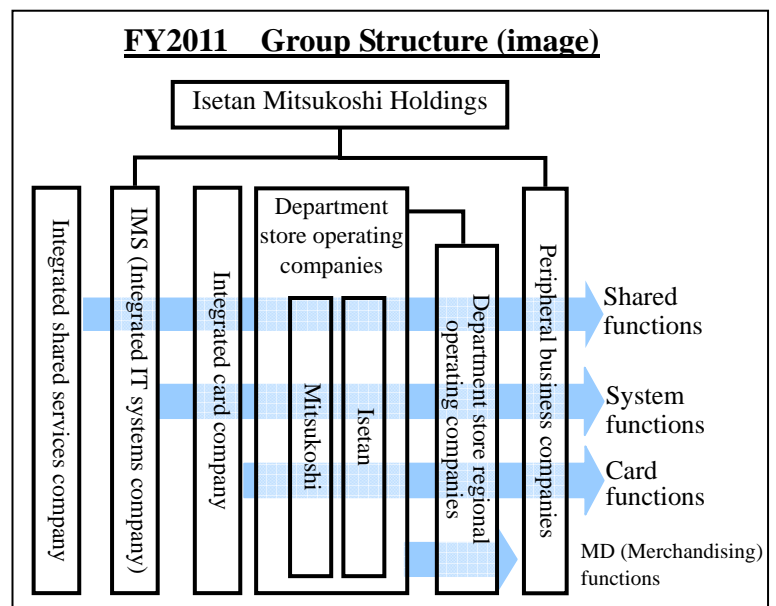 FY2011 Group Structure (image)
Isetan Mitsukoshi Holdings
Integrated shared services company
IMS (Integrated IT systems company)
Integrated card company
Department
store operating
companies
Mitsukoshi
Isetan
Department store regional
operating companies
Peripheral business companies
Shared
functions
System
functions
Card
functions
MD (Merchandising)
functions